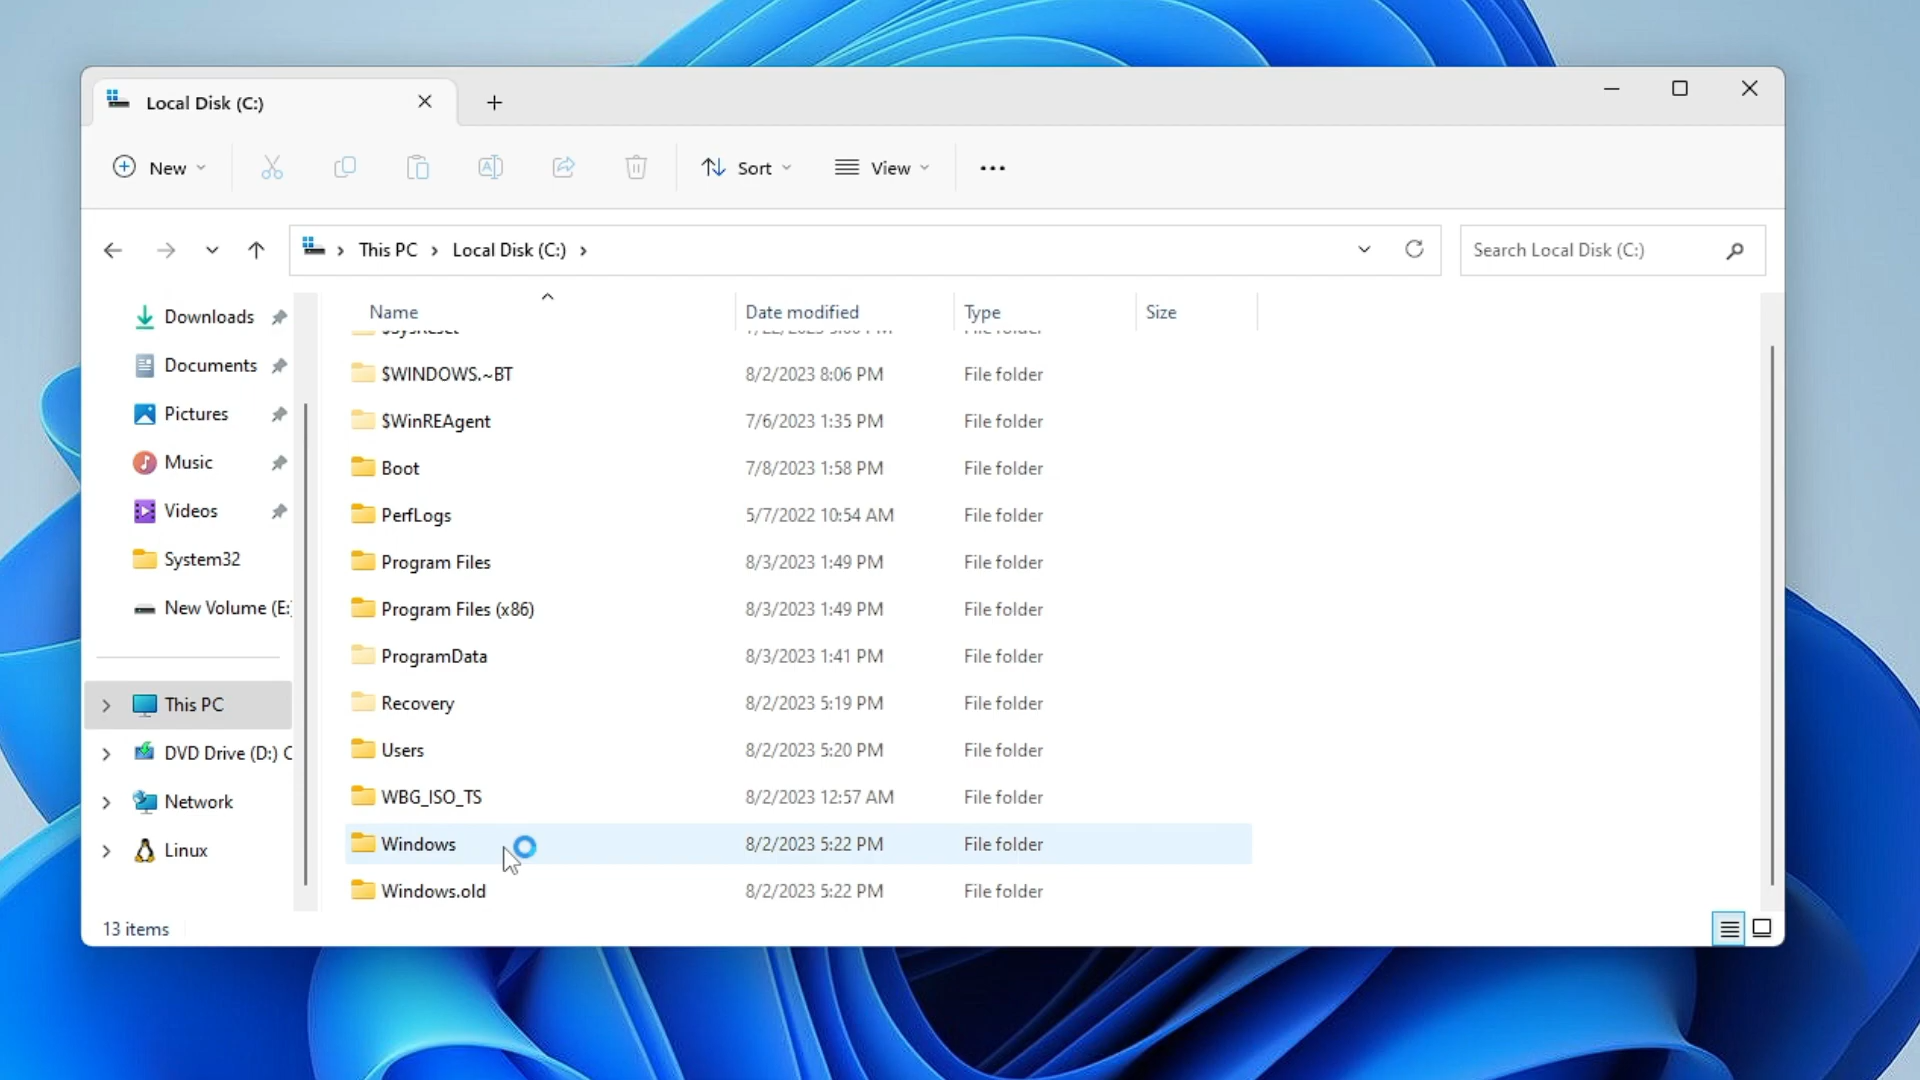 Local Disk (C:)
New
Sort
View
This PC
Local Disk (C:)
Search Local Disk (C:)
Downloads
Documents
Pictures
Music
Videos
System32
New Volume (E:
This PC
DVD Drive (D:) C
Network
Linux
Name Date modified Type Size
$WINDOWS.~BT 8/2/2023 8:06 PM File folder
$WinREAgent 7/6/2023 1:35 PM File folder
Boot 7/8/2023 1:58 PM File folder
PerfLogs 5/7/2022 10:54 AM File folder
Program Files 8/3/2023 1:49 PM File folder
Program Files (x86) 8/3/2023 1:49 PM File folder
ProgramData 8/3/2023 1:41 PM File folder
Recovery 8/2/2023 5:19 PM File folder
Users 8/2/2023 5:20 PM File folder
WBG_ISO_TS 8/2/2023 12:57 AM File folder
Windows 8/2/2023 5:22 PM File folder
Windows.old 8/2/2023 5:22 PM File folder
13 items